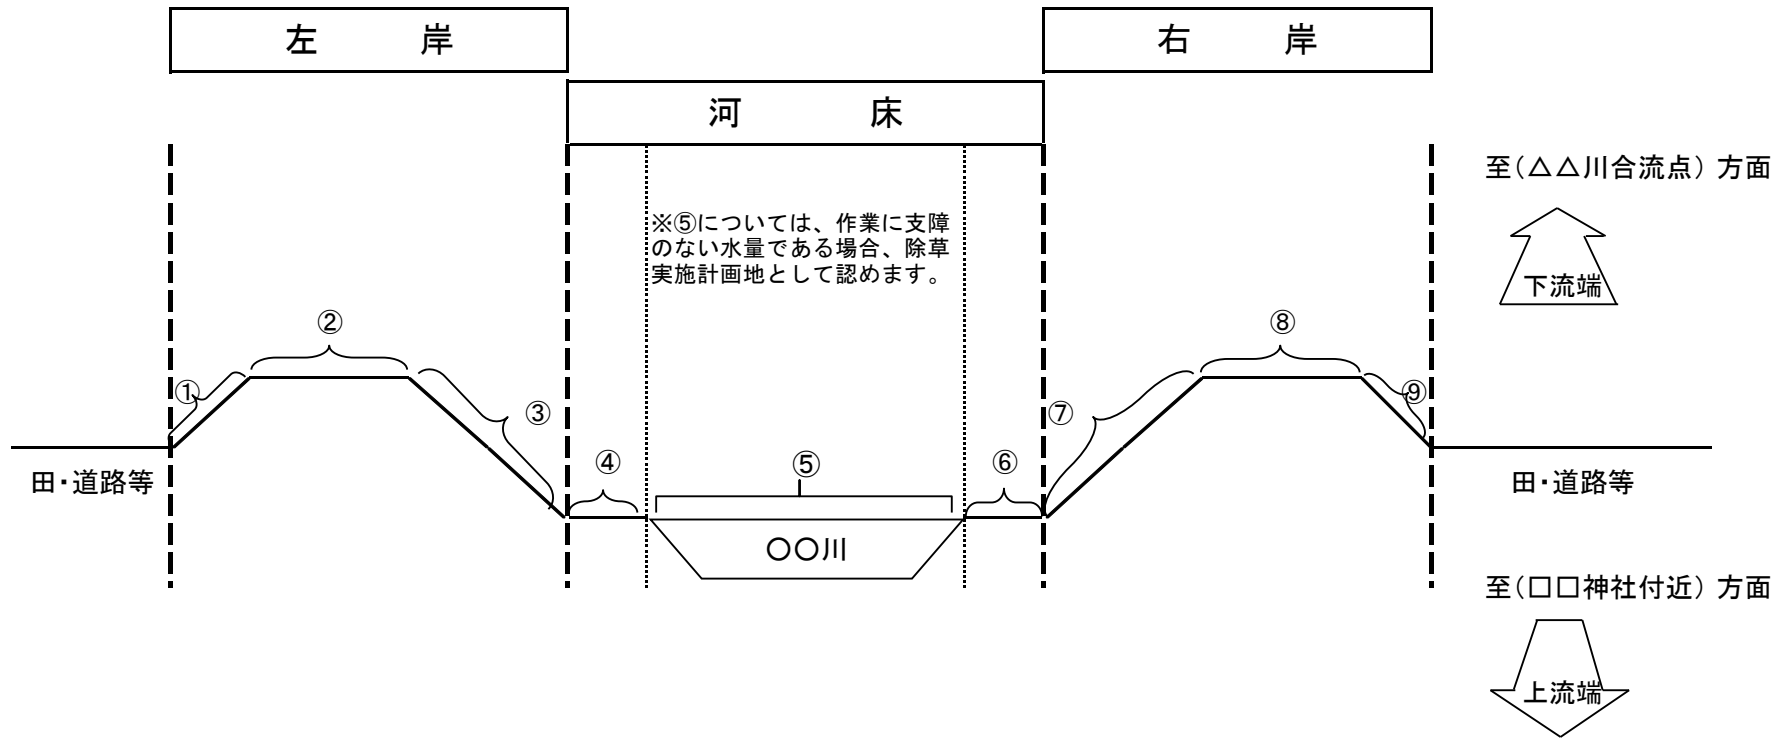 左　岸
右　岸
河　床
至(△△川合流点)方面
※⑤については、作業に支障
のない水量である場合、除草
実施計画地として認めます。
下流端
②
⑧
①
③
⑦
⑨
④
⑤
⑥
田・道路等
田・道路等
〇〇川
至(□□神社付近)方面
上流端